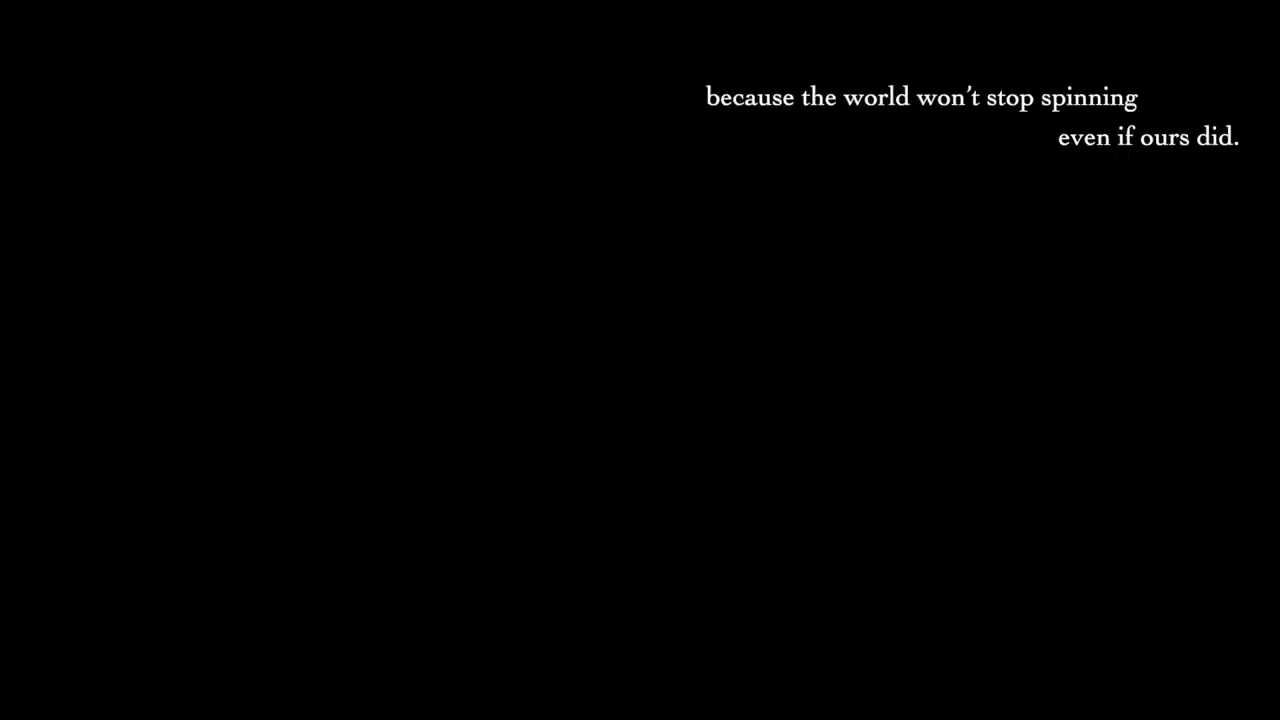 because the world won’t stop spinning
even if ours did.